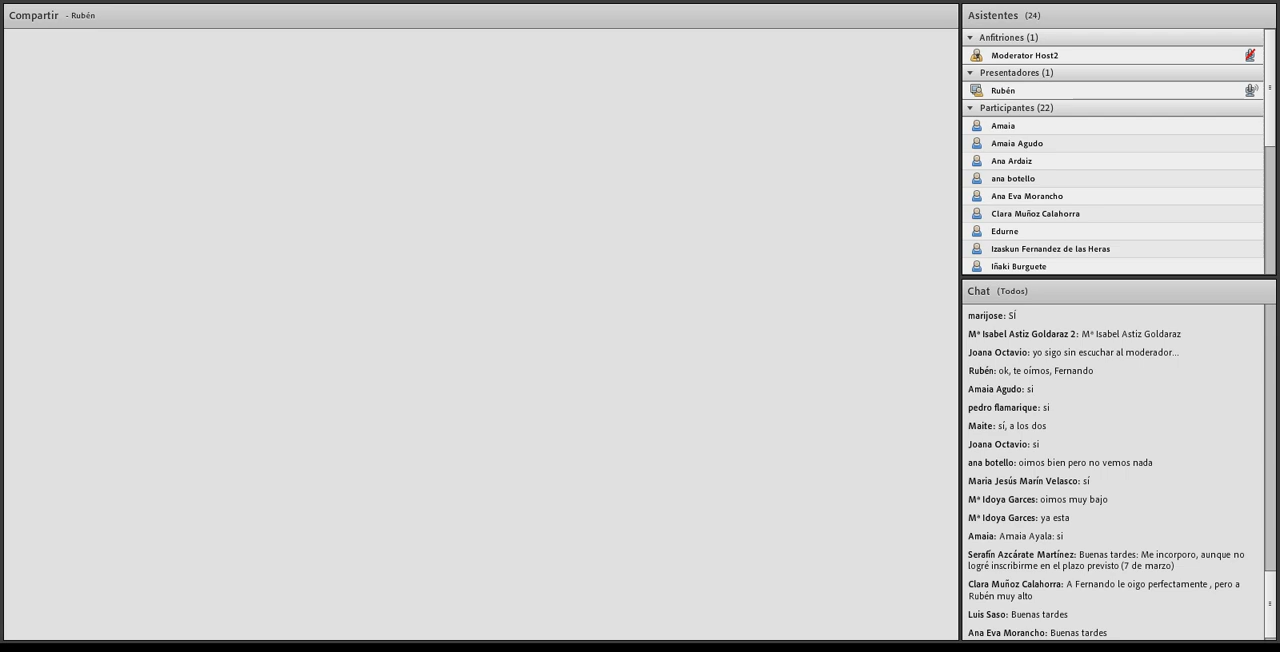 Compartir - Rubén
Asistentes (24)
Anfitriones (1)
Moderator Host2
Presentadores (1)
Rubén
Participantes (22)
Amaia
Amaia Agudo
Ana Ardaiz
ana botello
Ana Eva Morancho
Clara Muñoz Calahorra
Edurne
Izaskun Fernandez de las Heras
Iñaki Burguete
Chat (Todos)
marijose: SÍ
Mª Isabel Astiz Goldaraz 2: Mª Isabel Astiz Goldaraz
Joana Octavio: yo sigo sin escuchar al moderador...
Rubén: ok, te oímos, Fernando
Amaia Agudo: si
pedro flamarique: si
Maite: sí, a los dos
Joana Octavio: si
ana botello: oimos bien pero no vemos nada
Maria Jesús Marín Velasco: sí
Mª Idoya Garces: oimos muy bajo
Mª Idoya Garces: ya esta
Amaia: Amaia Ayala: si
Serafín Azcárate Martínez: Buenas tardes: Me incorporo, aunque no
logré inscribirme en el plazo previsto (7 de marzo)
Clara Muñoz Calahorra: A Fernando le oigo perfectamente , pero a
Rubén muy alto
Luis Saso: Buenas tardes
Ana Eva Morancho: Buenas tardes